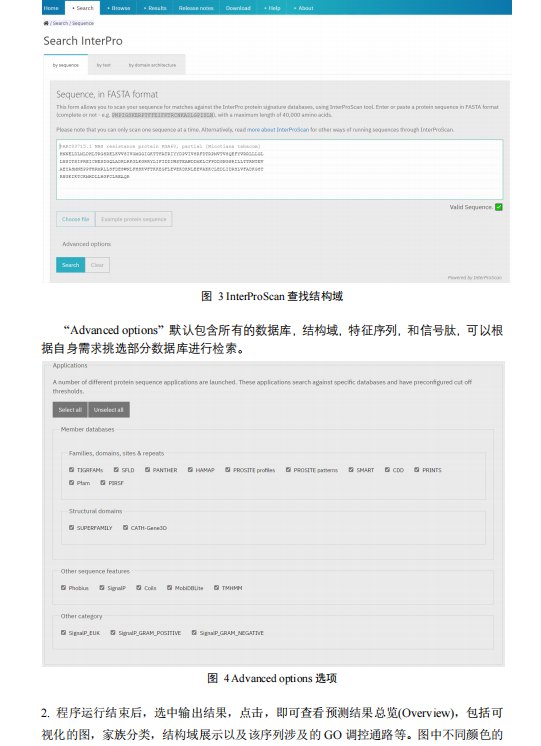 Home Search Browse Results Release notes Download Help About
/ Search / Sequence
Search InterPro
by sequence by text by domain architecture
Sequence, in FASTA format
This form allows you to scan your sequence for matches against the InterPro protein signature databases, using InterProScan tool. Enter or paste a protein sequence in FASTA format
(complete or not - e.g. ), with a maximum length of 40,000 amino acids.
Please note that you can only scan one sequence at a time. Alternatively, read more about InterProScan for other ways of running sequences through InterProScan.
resistance protein partial [Nicotiana tabacum]
Valid Sequence.
Choose file Example protein sequence
Advanced options
Search Clear
Powered by InterProScan
图 3 InterProScan 查找结构域
“Advanced options”默认包含所有的数据库，结构域，特征序列，和信号肽，可以根
据自身需求挑选部分数据库进行检索。
Applications
A number of different protein sequence applications are launched. These applications search against specific databases and have preconfigured cut off
thresholds.
Select all Unselect all
Member databases
Families, domains, sites & repeats
TIGRFAMs SFLD PANTHER HAMAP PROSITE profiles PROSITE patterns SMART CDD PRINTS
Pfam PIRSF
Structural domains
SUPERFAMILY CATH-Gene3D
Other sequence features
Phobius SignalP Coils MobiDBLite TMHMM
Other category
SignalP_EUK SignalP_GRAM_POSITIVE SignalP_GRAM_NEGATIVE
图 4 Advanced options 选项
2. 程序运行结束后，选中输出结果，点击，即可查看预测结果总览(Overview)，包括可
视化的图，家族分类，结构域展示以及该序列涉及的 GO 调控通路等。图中不同颜色的